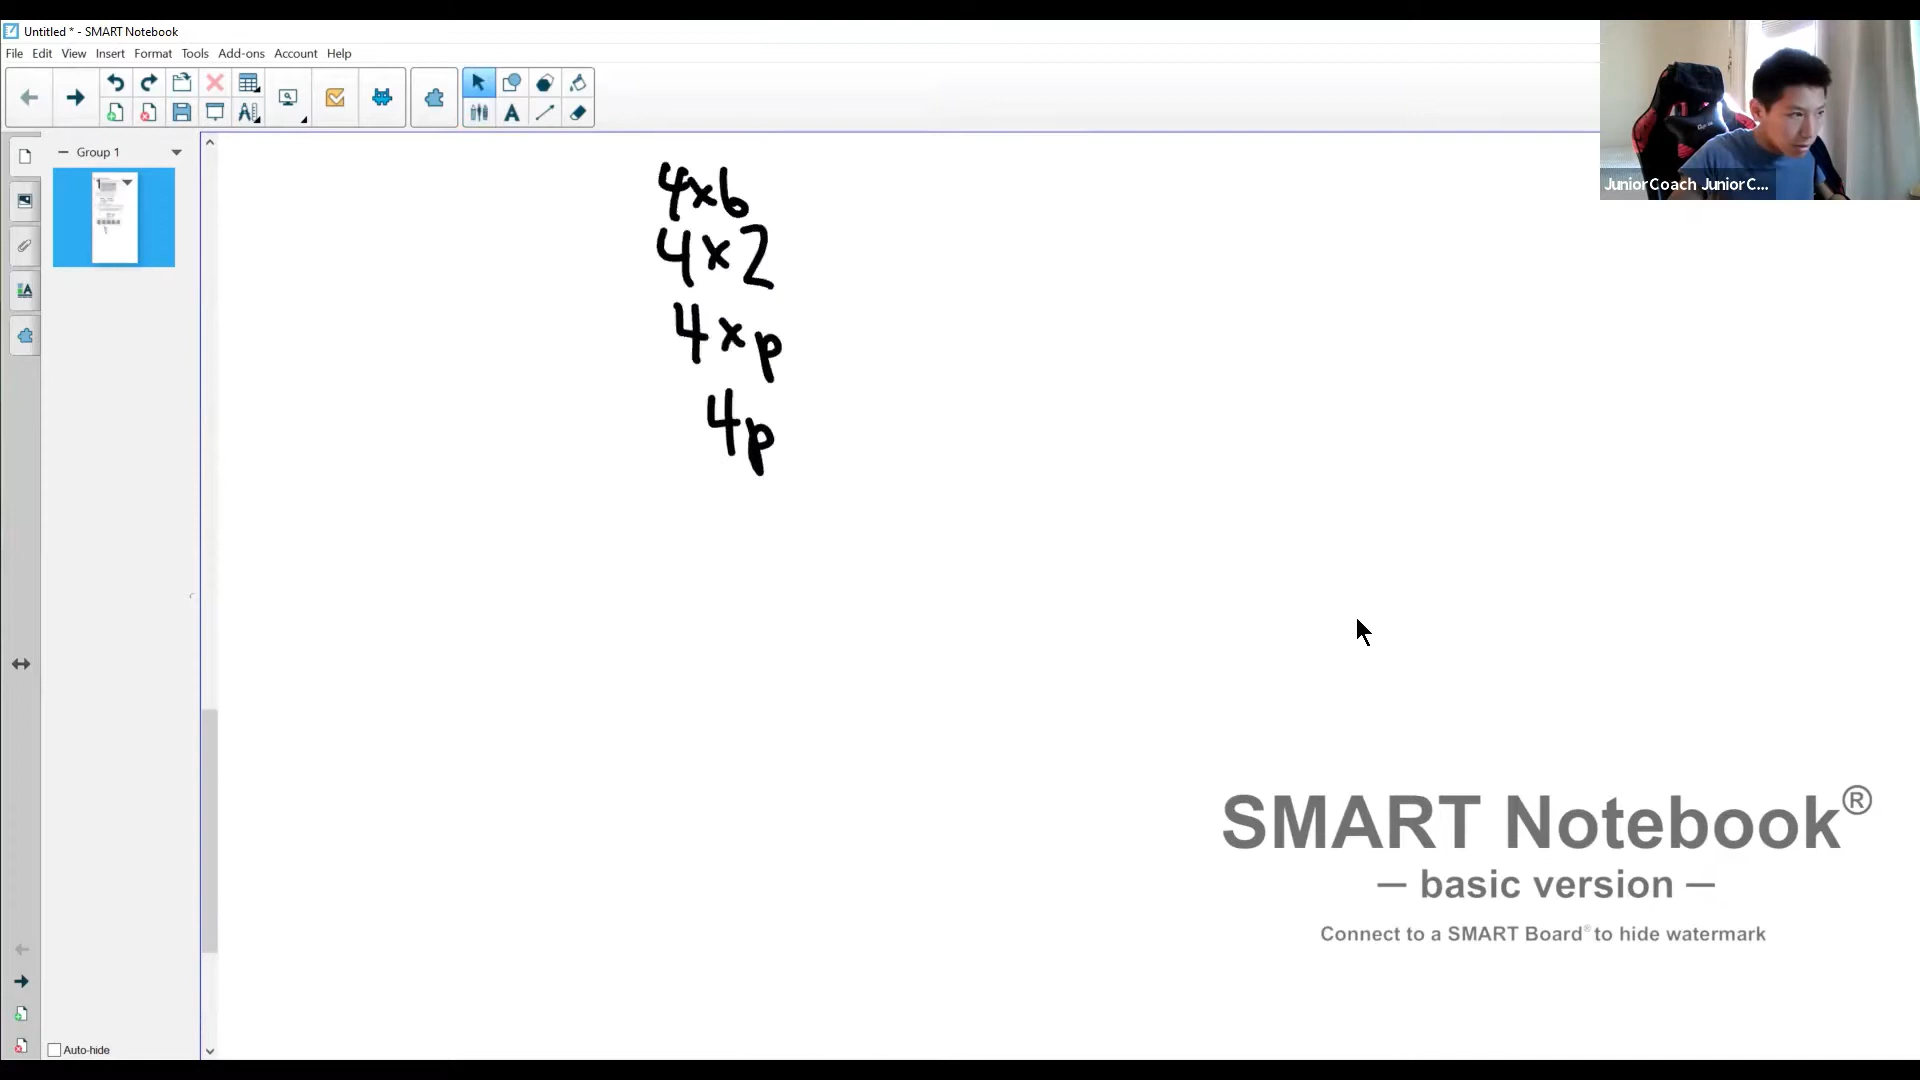 Untitled * - SMART Notebook
File Edit View Insert Format Tools Add-ons Account Help
Group 1
JuniorCoach JuniorC...
4x6
4x2
4xp
4p
SMART Notebook®
— basic version —
Connect to a SMART Board® to hide watermark
Auto-hide